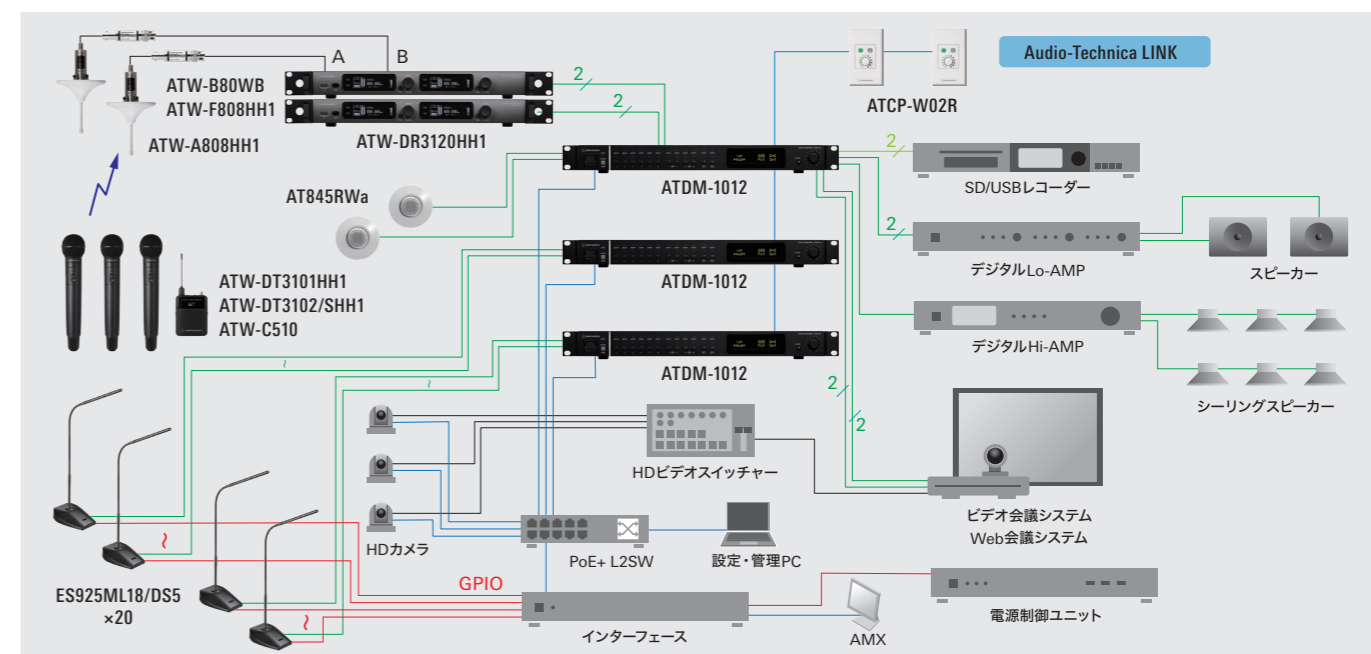 A
B
ATW-B80WB
ATW-F808HH1
ATW-A808HH1
ATW-DR3120HH1
2
2
ATCP-W02R
Audio-Technica LINK
AT845RWa
ATDM-1012
2
SD/USBレコーダー
ATW-DT3101HH1
ATW-DT3102/SHH1
ATW-C510
ATDM-1012
2
デジタルLo-AMP
スピーカー
ATDM-1012
デジタルHi-AMP
シーリングスピーカー
2
2
HDビデオスイッチャー
HDカメラ
PoE+ L2SW
設定・管理PC
ビデオ会議システム
Web会議システム
ES925ML18/DS5
×20
GPIO
インターフェース
AMX
電源制御ユニット